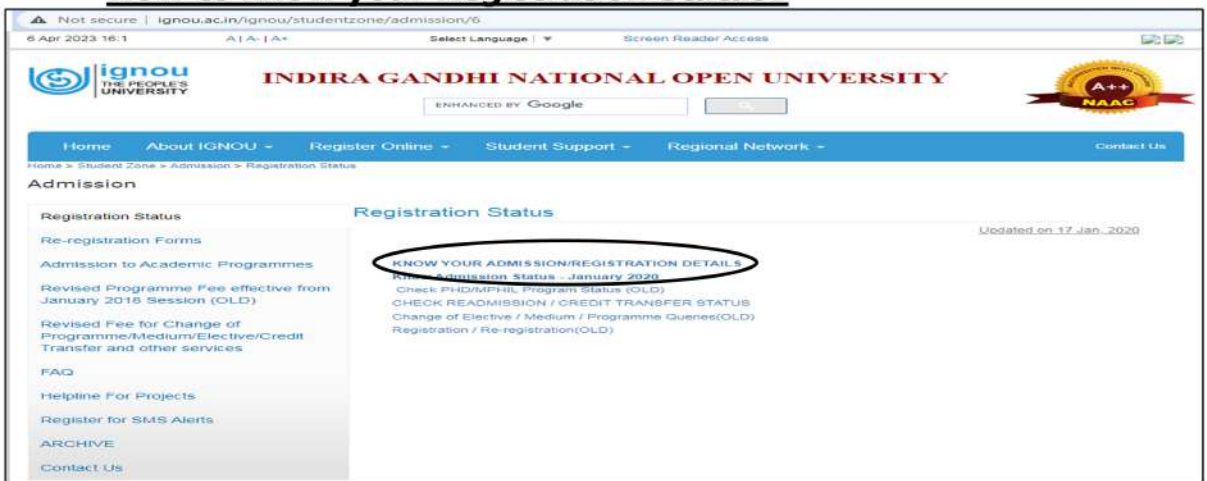 Not secure | ignou.ac.in/ignou/studentzone/admission/6
6 Apr 2023 16:1 A | A- | A+ Select Language ▼ Screen Reader Access
ignou
THE PEOPLE'S
UNIVERSITY
INDIRA GANDHI NATIONAL OPEN UNIVERSITY
ENHANCED BY Google
A++
NAAC
Home About IGNOU Register Online Student Support Regional Network Contact Us
Home > Student Zone > Admission > Registration Status
Admission
Registration Status
Re-registration Forms
Admission to Academic Programmes
Revised Programme Fee effective from
January 2018 Session (OLD)
Revised Fee for Change of
Programme/Medium/Elective/Credit
Transfer and other services
FAQ
Helpline For Projects
Register for SMS Alerts
ARCHIVE
Contact Us
Registration Status
Updated on 17 Jan, 2020
KNOW YOUR ADMISSION/REGISTRATION DETAILS
Know Admission Status - January 2020
Check PHD/MPHIL Program Status (OLD)
CHECK READMISSION / CREDIT TRANSFER STATUS
Change of Elective / Medium / Programme Queries(OLD)
Registration / Re-registration(OLD)